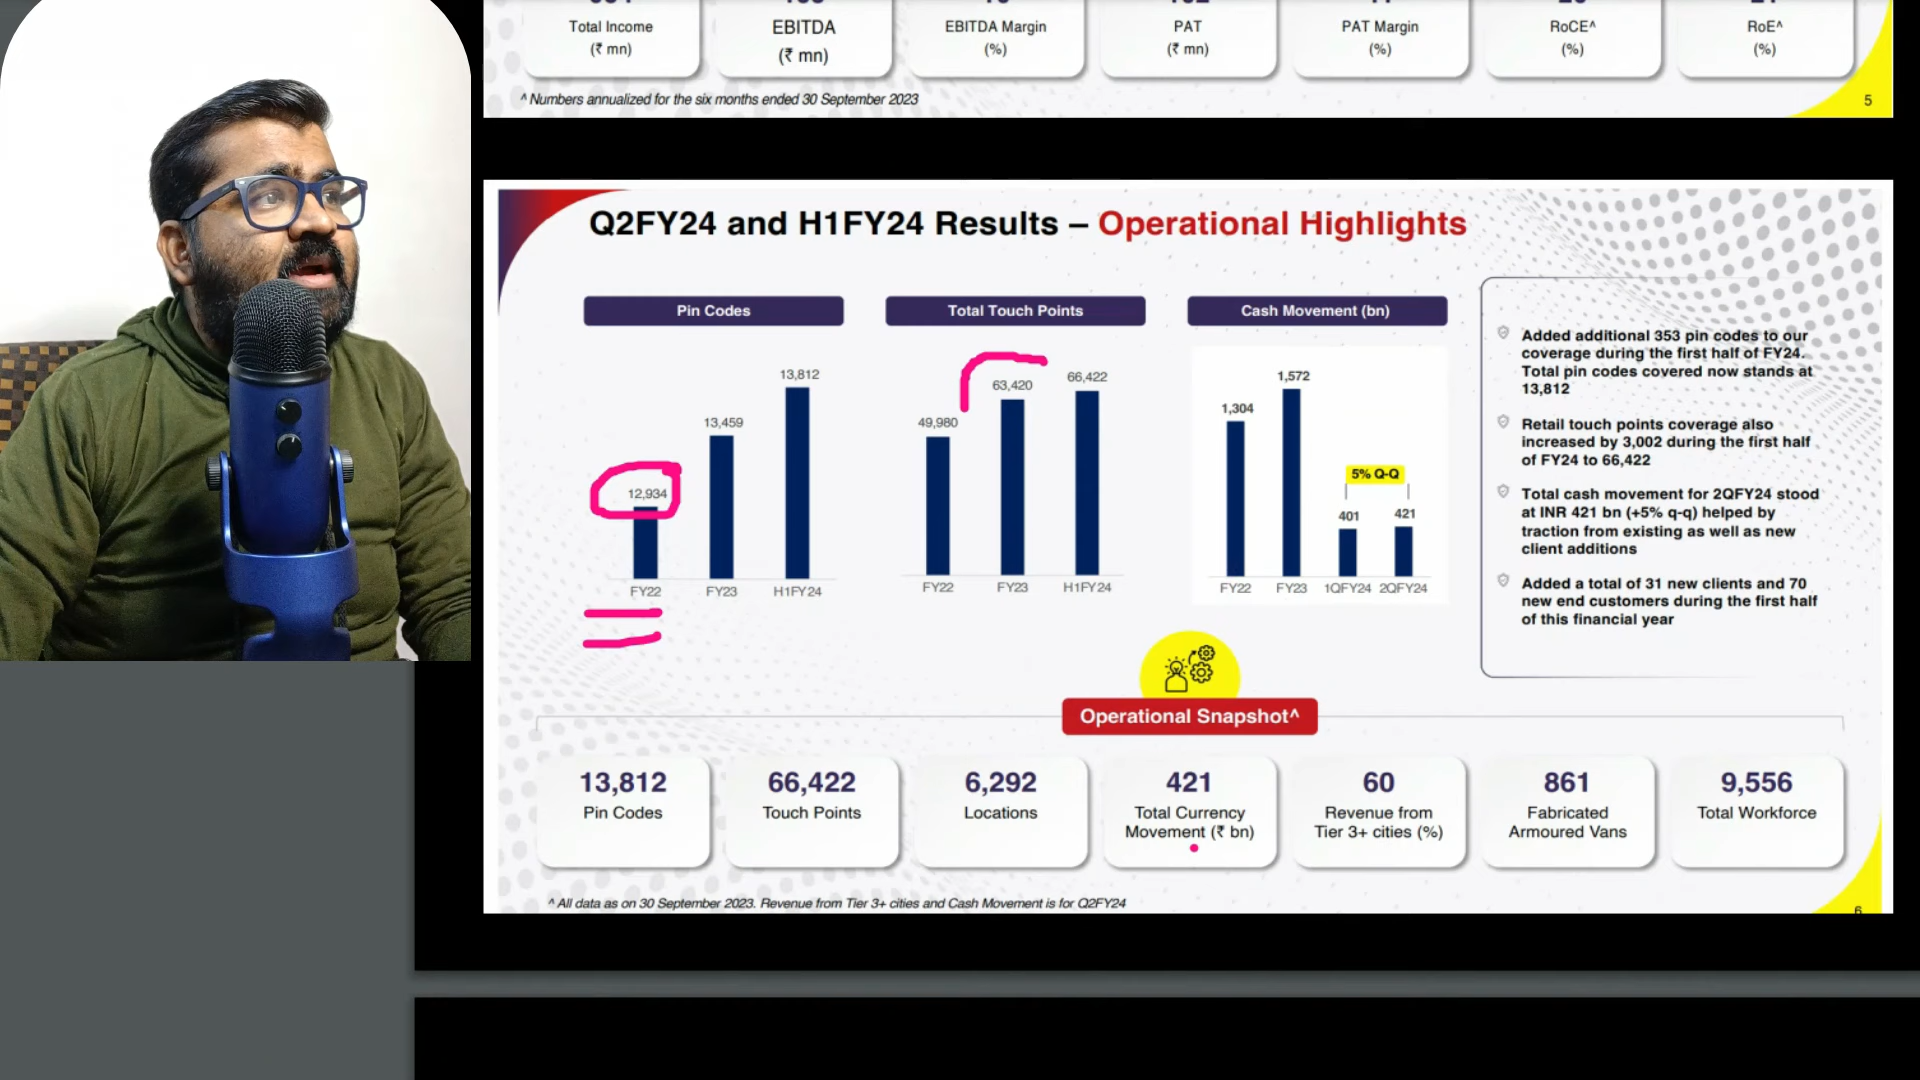 Total Income
(₹ mn)
EBITDA
(₹ mn)
EBITDA Margin
(%)
PAT
(₹ mn)
PAT Margin
(%)
RoCE^
(%)
RoE^
(%)
^ Numbers annualized for the six months ended 30 September 2023
5
Q2FY24 and H1FY24 Results – Operational Highlights
Pin Codes
12,934
13,459
13,812
FY22
FY23
H1FY24
Total Touch Points
49,980
63,420
66,422
FY22
FY23
H1FY24
Cash Movement (bn)
1,304
1,572
5% Q-Q
401
421
FY22
FY23
1QFY24
2QFY24
Added additional 353 pin codes to our
coverage during the first half of FY24.
Total pin codes covered now stands at
13,812
Retail touch points coverage also
increased by 3,002 during the first half
of FY24 to 66,422
Total cash movement for 2QFY24 stood
at INR 421 bn (+5% q-q) helped by
traction from existing as well as new
client additions
Added a total of 31 new clients and 70
new end customers during the first half
of this financial year
Operational Snapshot^
13,812
Pin Codes
66,422
Touch Points
6,292
Locations
421
Total Currency
Movement (₹ bn)
60
Revenue from
Tier 3+ cities (%)
861
Fabricated
Armoured Vans
9,556
Total Workforce
^ All data as on 30 September 2023. Revenue from Tier 3+ cities and Cash Movement is for Q2FY24
6